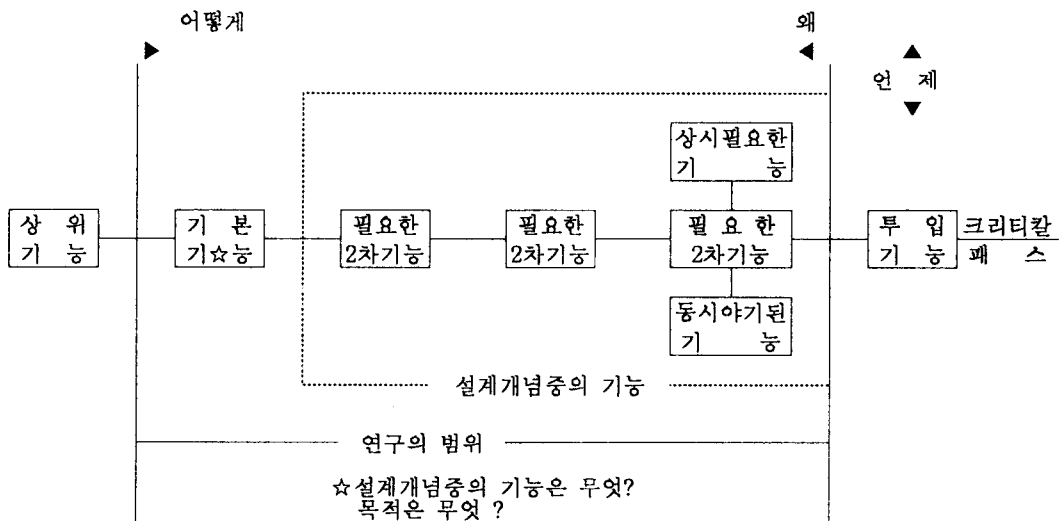 어떻게
왜
▶
◀
▲
언 제
▼
상시필요한
기 능
상 위
기 능
기 본
기☆능
필요한
2차기능
필요한
2차기능
필 요 한
2차기능
투 입
기 능
크리티칼
패 스
동시야기된
기 능
설계개념중의 기능
연구의 범위
☆설계개념중의 기능은 무엇?
목적은 무엇 ?